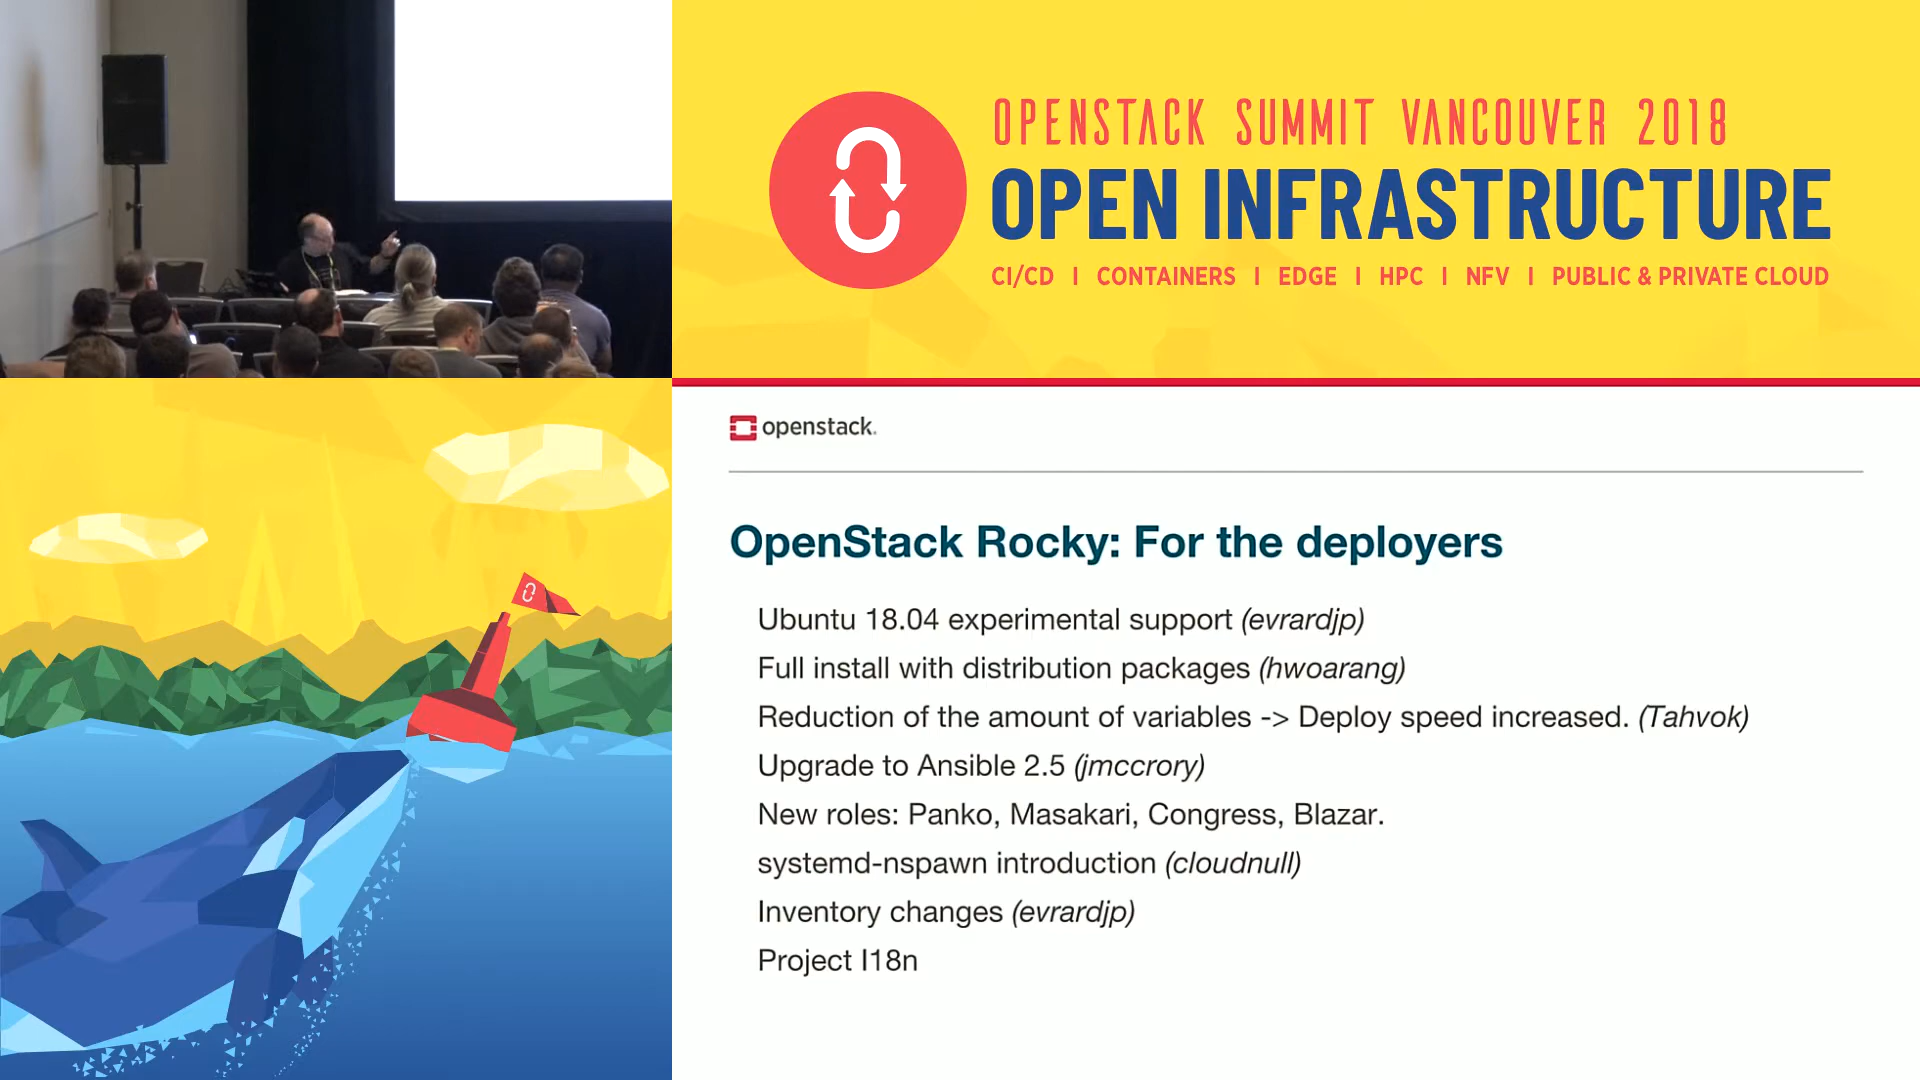 OPENSTACK SUMMIT VANCOUVER 2018
OPEN INFRASTRUCTURE
CI/CD | CONTAINERS | EDGE | HPC | NFV | PUBLIC & PRIVATE CLOUD
openstack.
OpenStack Rocky: For the deployers
Ubuntu 18.04 experimental support (evrardjp)
Full install with distribution packages (hwoarang)
Reduction of the amount of variables -> Deploy speed increased. (Tahvok)
Upgrade to Ansible 2.5 (jmccrory)
New roles: Panko, Masakari, Congress, Blazar.
systemd-nspawn introduction (cloudnull)
Inventory changes (evrardjp)
Project I18n